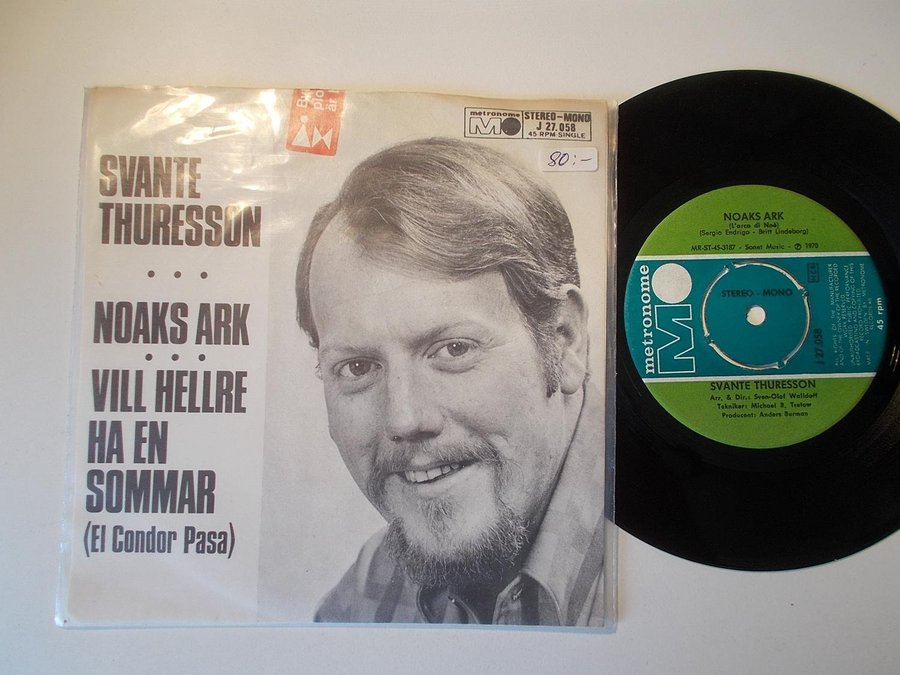 SVANTE
THURESSON
NOAKS ARK
VILL HELLRE
HA EN
SOMMAR
(El Condor Pasa)
metronome
STEREO-MONO
J 27.058
45 RPM-SINGLE
80:-
NOAKS ARK
(L'arca di Noè)
(Sergio Endrigo - Britt Lindeborg)
MR-ST-45-3187 - Sonet Music - ℗ 1970
metronome
STEREO - MONO
NCB
J 27.058
45 rpm
SVANTE THURESSON
Arr. & Dir.: Sven-Olof Walldoff
Tekniker: Michael B. Tretow
Producent: Anders Burman